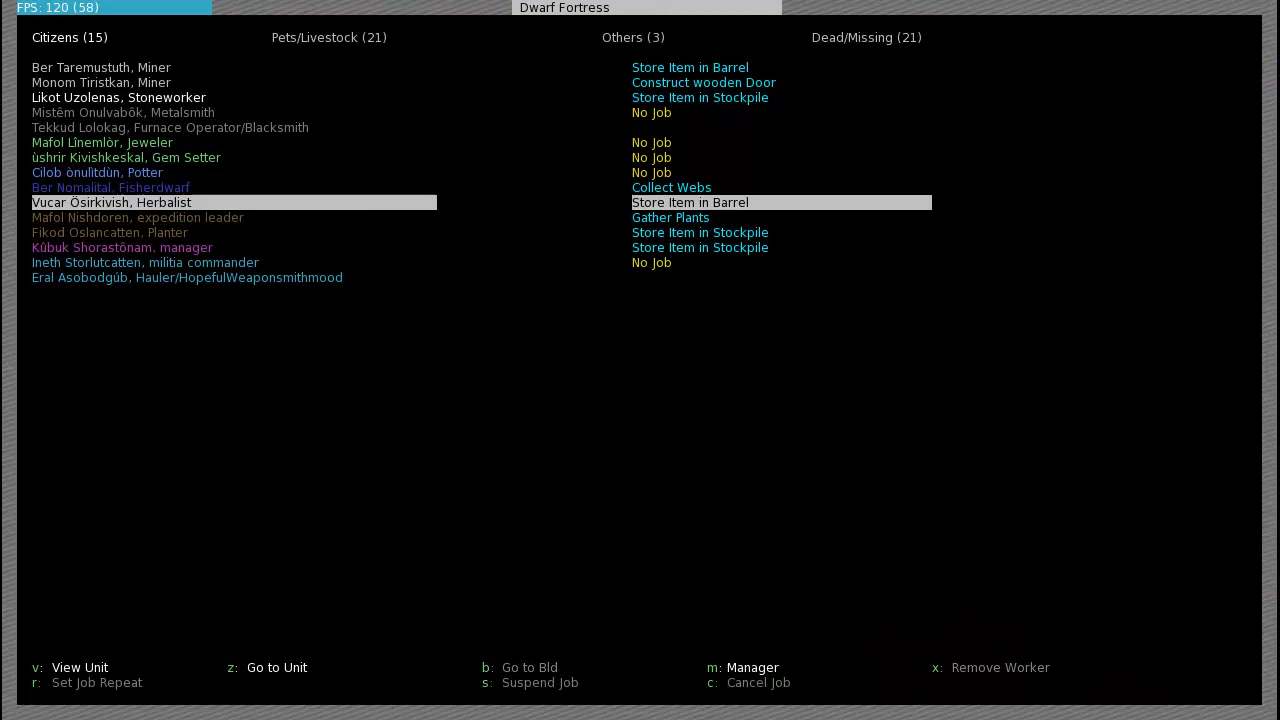 FPS: 120 (58) Dwarf Fortress
Citizens (15) Pets/Livestock (21) Others (3) Dead/Missing (21)
Ber Taremustuth, Miner Store Item in Barrel
Monom Tiristkan, Miner Construct wooden Door
Likot Uzolenas, Stoneworker Store Item in Stockpile
Mistêm Onulvabôk, Metalsmith No Job
Tekkud Lolokag, Furnace Operator/Blacksmith
Mafol Lînemlòr, Jeweler No Job
ùshrir Kivishkeskal, Gem Setter No Job
Cilob ònulltdùn, Potter No Job
Ber Nomalital, Fisherdwarf Collect Webs
Vucar Ösirkivish, Herbalist Store Item in Barrel
Mafol Nishdoren, expedition leader Gather Plants
Fikod Oslancatten, Planter Store Item in Stockpile
Kûbuk Shorastônam, manager Store Item in Stockpile
Ineth Storlutcatten, militia commander No Job
Eral Asobodgúb, Hauler/HopefulWeaponsmithmood
v: View Unit z: Go to Unit b: Go to Bld m: Manager x: Remove Worker
r: Set Job Repeat s: Suspend Job c: Cancel Job